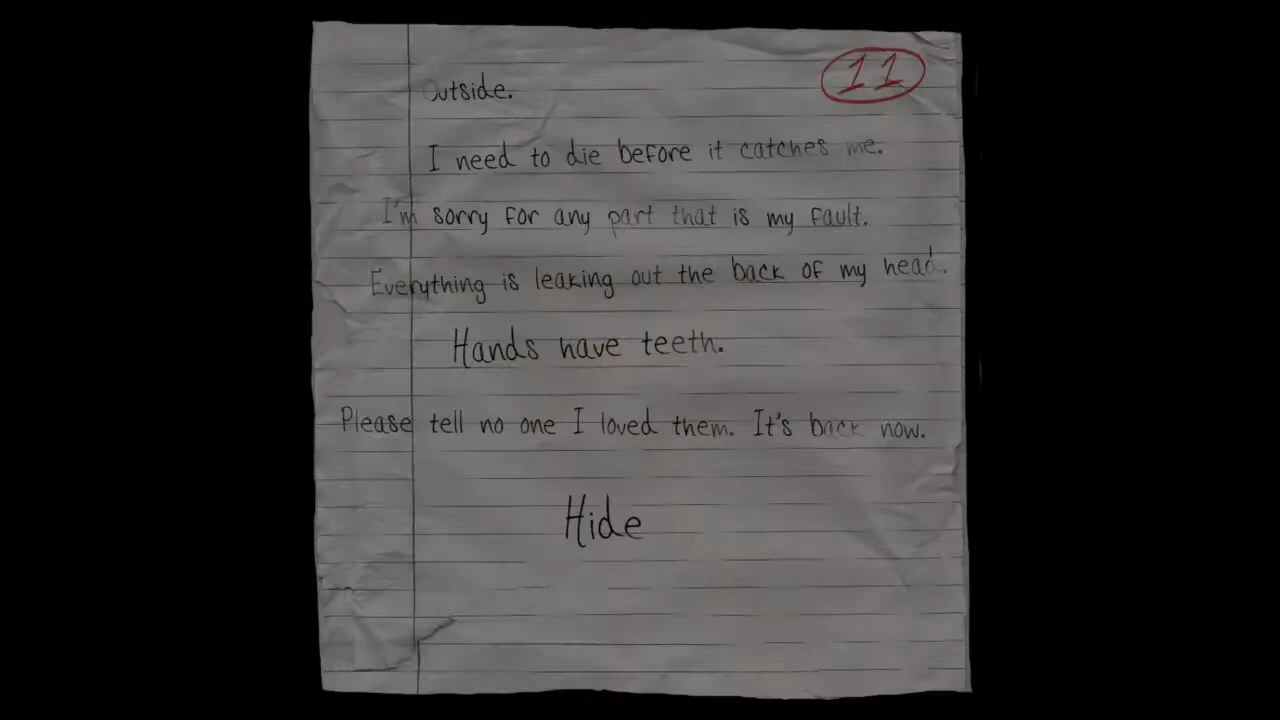 11
Outside.
I need to die before it catches me.
I'm sorry for any part that is my fault.
Everything is leaking out the back of my head.
Hands have teeth.
Please tell no one I loved them. It's back now.
Hide